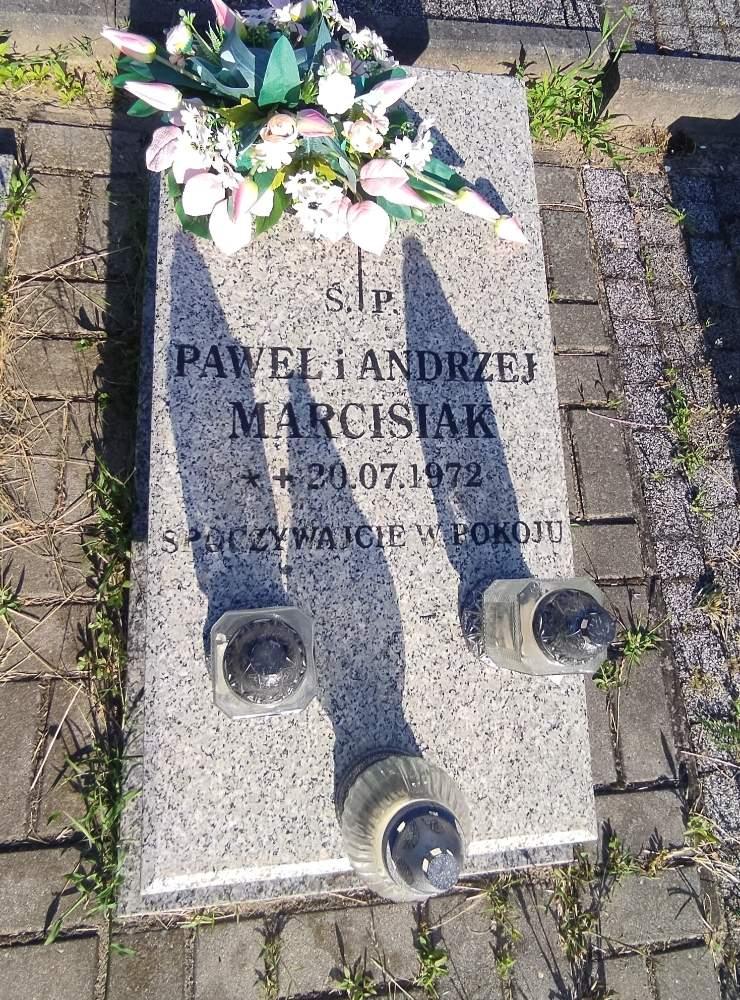 Ś. P.
PAWEŁ i ANDRZEJ
MARCISIAK
* + 20.07.1972
SPOCZYWAJCIE W POKOJU